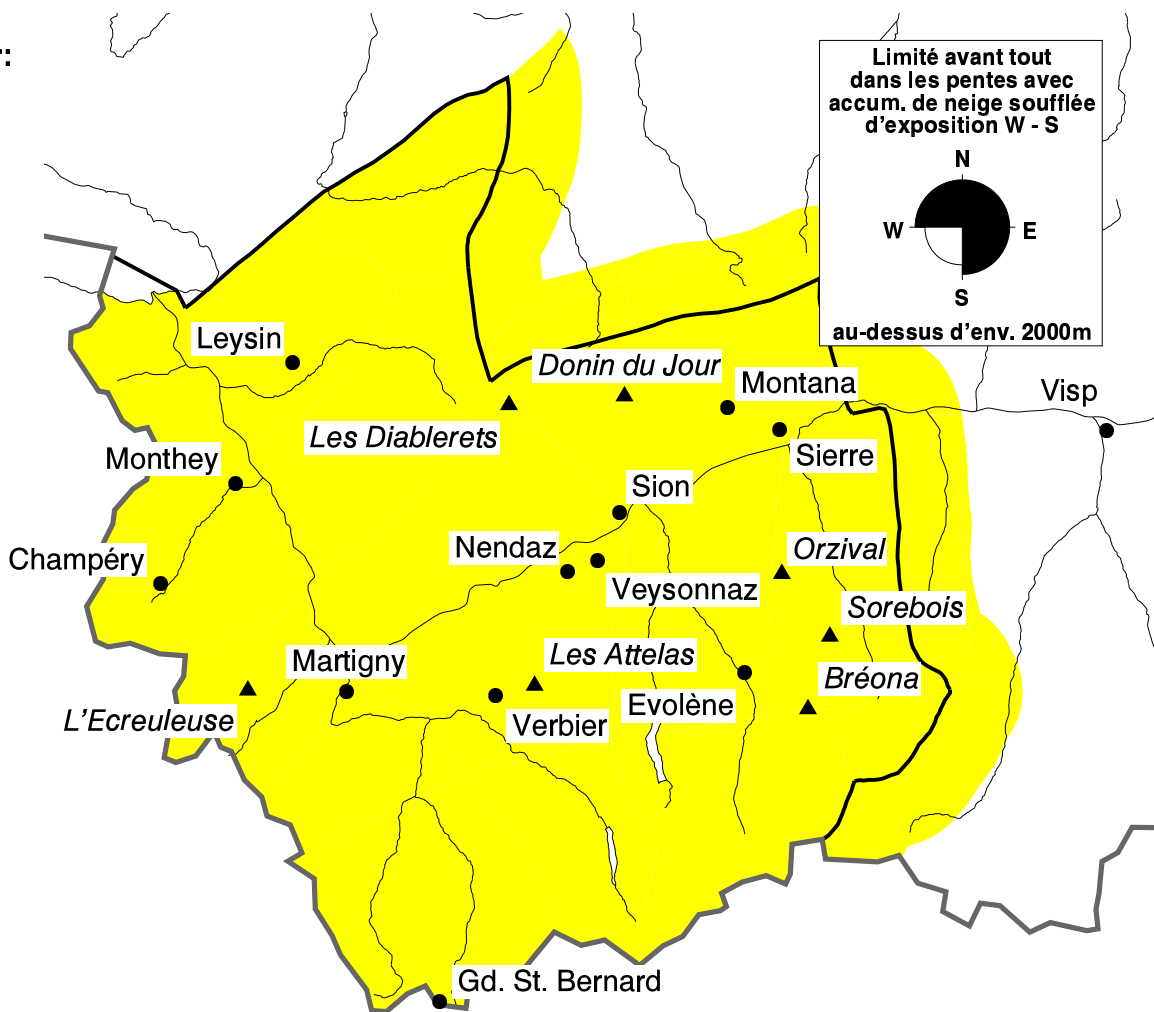 r:
Limité avant tout
dans les pentes avec
accum. de neige soufflée
d'exposition W - S
N
W
E
S
au-dessus d'env. 2000m
Leysin
Donin du Jour
Montana
Visp
Les Diablerets
Sierre
Monthey
Sion
Nendaz
Orzival
Champéry
Veysonnaz
Sorebois
Martigny
Les Attelas
Bréona
L'Ecreuleuse
Verbier
Evolène
Gd. St. Bernard